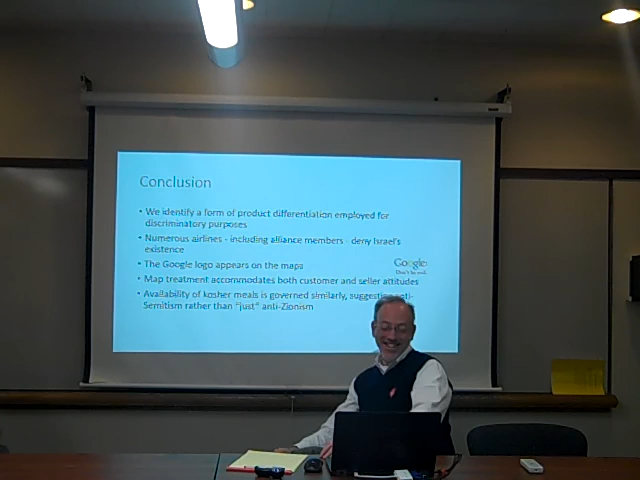 Conclusion
• We identify a form of product differentiation employed for
discriminatory purposes
• Numerous airlines - including alliance members - deny Israel's
existence
• The Google logo appears on the maps
Google
Don't be evil.
• Map treatment accommodates both customer and seller attitudes
• Availability of kosher meals is governed similarly, suggesting anti-
Semitism rather than "just" anti-Zionism